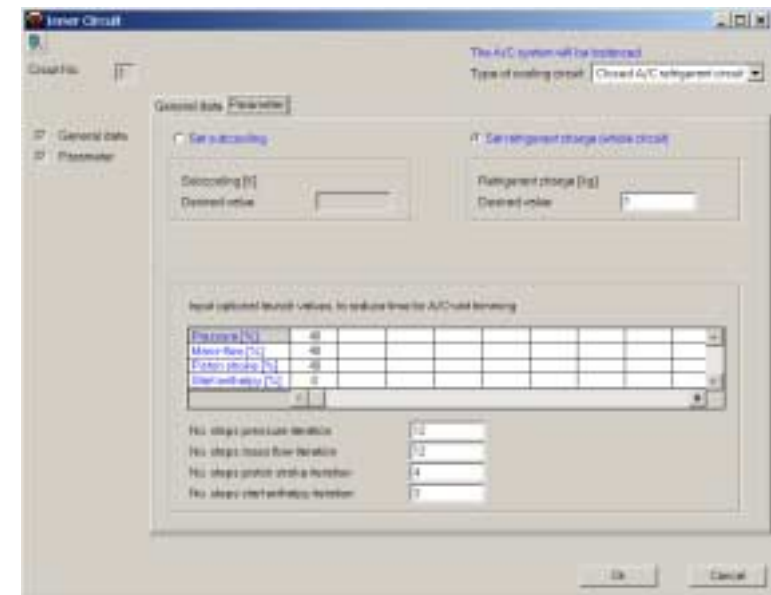 Inner Circuit
The A/C system will be balanced
Circuit No. 1
Type of cooling circuit Closed A/C refrigerant circuit
General data Parameter
General data
Parameter
Set subcooling
Set refrigerant charge (whole circuit)
Subcooling [K]
Desired value
Refrigerant charge [kg]
Desired value 1
Input optional launch values, to reduce time for A/C-unit
Pressure [%] 40
Mass flow [%] 40
Piston stroke [%] 40
Start enthalpy [%] 0
No. steps pressure iteration 12
No. steps mass flow iteration 12
No. steps piston stroke iteration 4
No. steps start enthalpy iteration
Ok Cancel